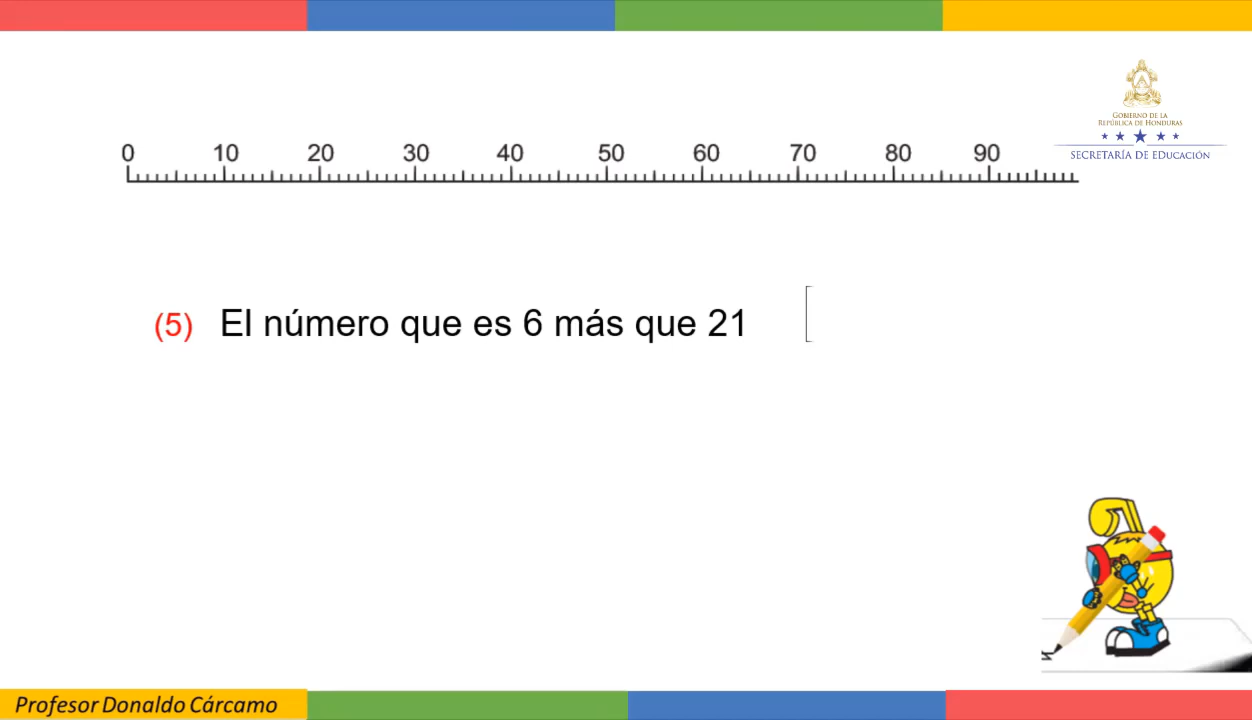 0 10 20 30 40 50 60 70 80 90
GOBIERNO DE LA
REPÚBLICA DE HONDURAS
SECRETARÍA DE EDUCACIÓN
(5) El número que es 6 más que 21
Profesor Donaldo Cárcamo